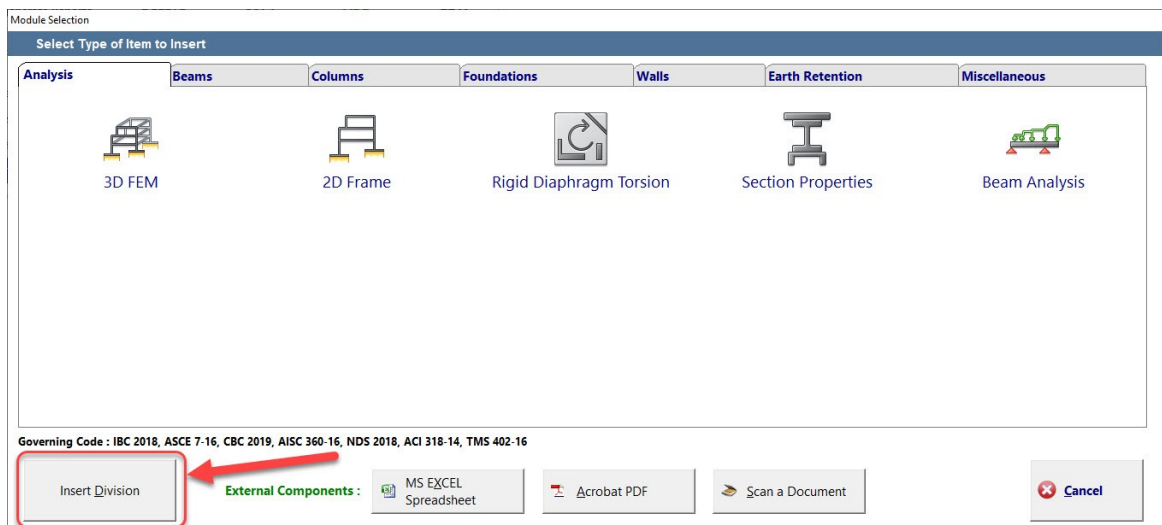 Module Selection
Select Type of Item to Insert
Analysis Beams Columns Foundations Walls Earth Retention Miscellaneous
3D FEM 2D Frame Rigid Diaphragm Torsion Section Properties Beam Analysis
Governing Code : IBC 2018, ASCE 7-16, CBC 2019, AISC 360-16, NDS 2018, ACI 318-14, TMS 402-16
Insert Division External Components : MS EXCEL Spreadsheet Acrobat PDF Scan a Document Cancel